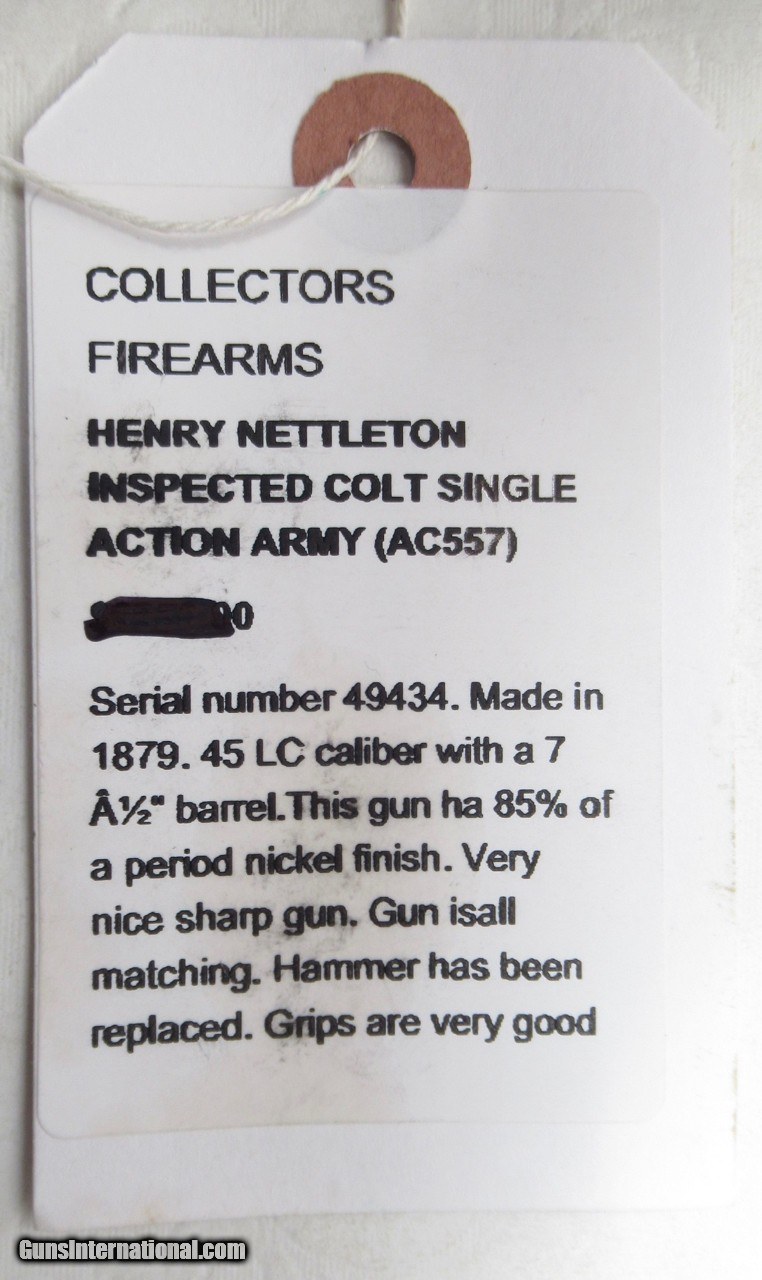 COLLECTORS
FIREARMS
HENRY NETTLETON
INSPECTED COLT SINGLE
ACTION ARMY (AC557)
0
Serial number 49434. Made in
1879. 45 LC caliber with a 7
Â½" barrel.This gun ha 85% of
a period nickel finish. Very
nice sharp gun. Gun isall
matching. Hammer has been
replaced. Grips are very good
GunsInternational.com